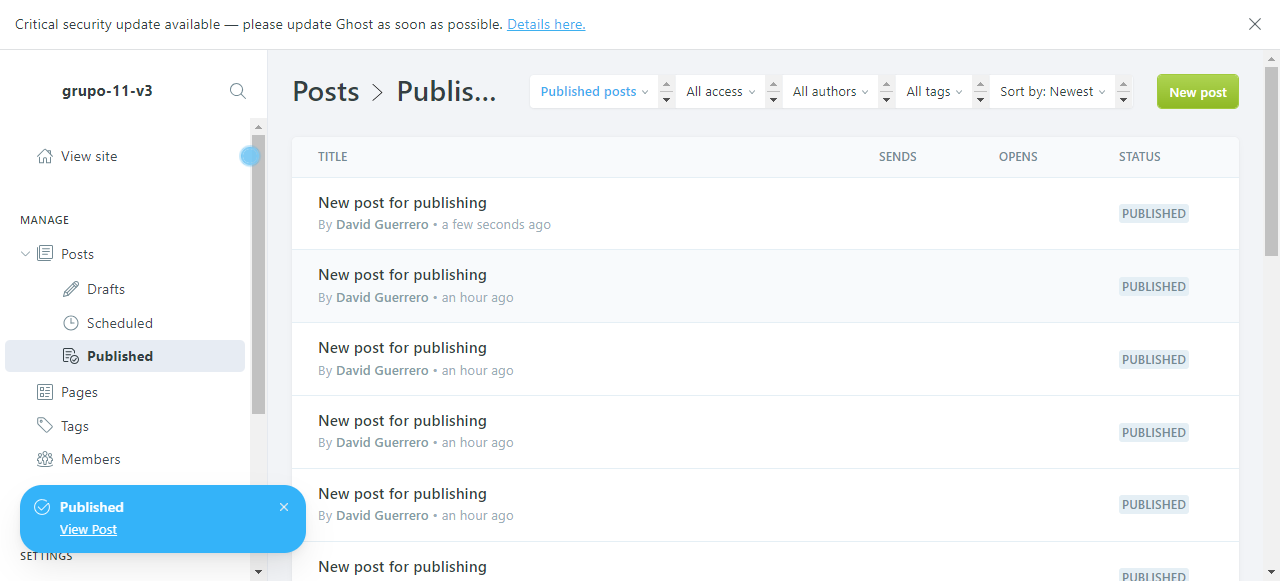 Critical security update available — please update Ghost as soon as possible. Details here.
grupo-11-v3
View site
MANAGE
Posts
Drafts
Scheduled
Published
Pages
Tags
Members
Published
View Post
SETTINGS
Posts > Publis...
Published posts
All access
All authors
All tags
Sort by: Newest
New post
TITLE SENDS OPENS STATUS
New post for publishing
By David Guerrero • a few seconds ago
PUBLISHED
New post for publishing
By David Guerrero • an hour ago
PUBLISHED
New post for publishing
By David Guerrero • an hour ago
PUBLISHED
New post for publishing
By David Guerrero • an hour ago
PUBLISHED
New post for publishing
By David Guerrero • an hour ago
PUBLISHED
New post for publishing
PUBLISHED